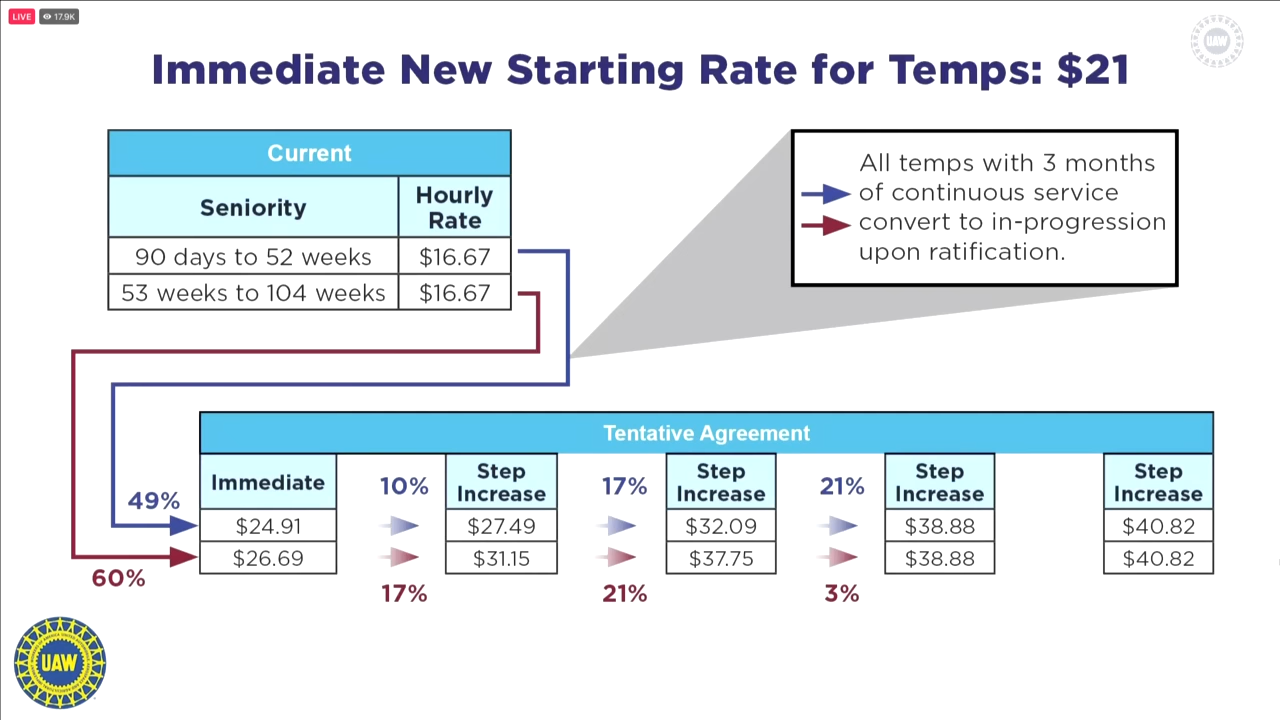 LIVE 17.9K
UAW
Immediate New Starting Rate for Temps: $21
Current
Seniority
Hourly
Rate
90 days to 52 weeks $16.67
53 weeks to 104 weeks $16.67
All temps with 3 months
of continuous service
convert to in-progression
upon ratification.
Tentative Agreement
Immediate
Step
Increase
Step
Increase
Step
Increase
Step
Increase
49% 10% 17% 21%
$24.91 $27.49 $32.09 $38.88 $40.82
$26.69 $31.15 $37.75 $38.88 $40.82
60% 17% 21% 3%
UAW